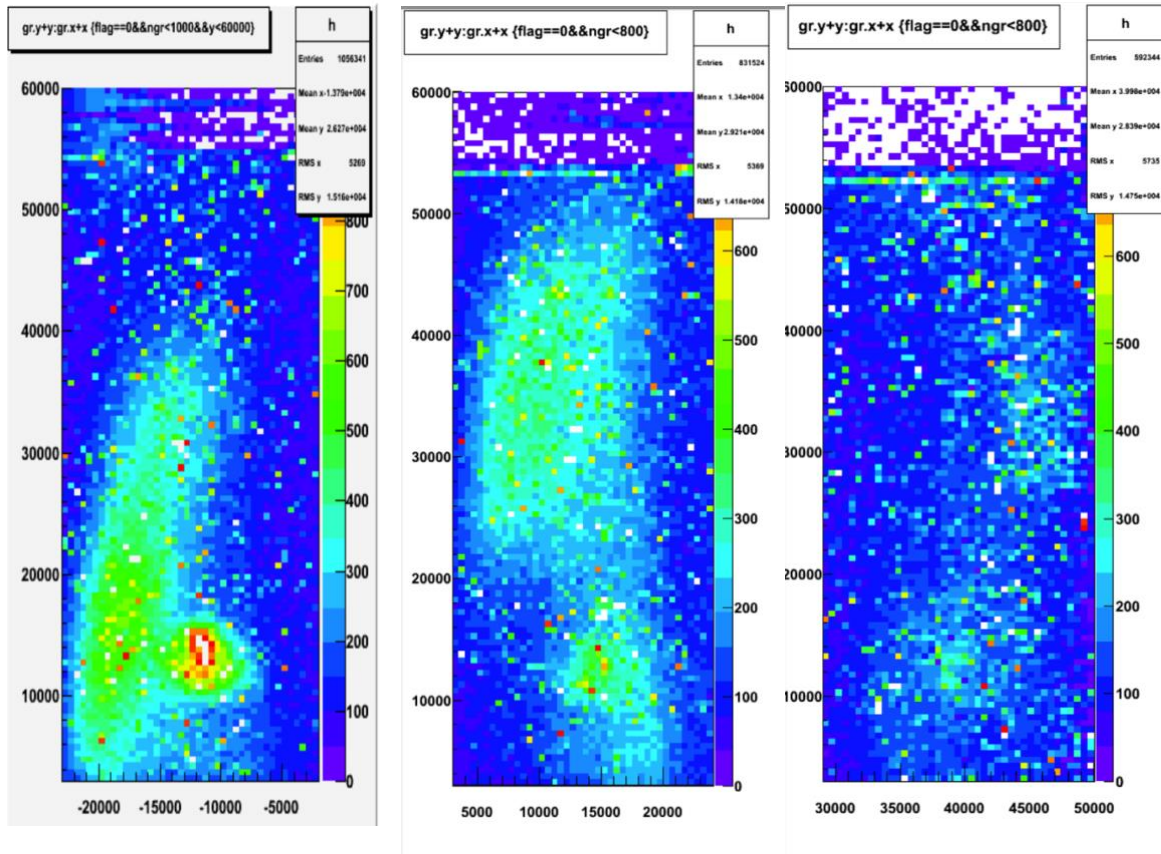 gr.y+y:gr.x+x {flag==0&&ngr<1000&&y<60000}
h
Entries 1056341
Mean x-1.379e+004
Mean y 2.627e+004
RMS x 5269
RMS y 1.516e+004
60000
50000
40000
30000
20000
10000
800
700
600
500
400
300
200
100
0
-20000 -15000 -10000 -5000
gr.y+y:gr.x+x {flag==0&&ngr<800}
h
Entries 831524
Mean x 1.34e+004
Mean y 2.921e+004
RMS x 5369
RMS y 1.418e+004
60000
50000
40000
30000
20000
10000
600
500
400
300
200
100
0
5000 10000 15000 20000
gr.y+y:gr.x+x {flag==0&&ngr<800}
h
Entries 592344
Mean x 3.998e+004
Mean y 2.839e+004
RMS x 5735
RMS y 1.475e+004
60000
50000
40000
30000
20000
10000
600
500
400
300
200
100
0
30000 35000 40000 45000 50000